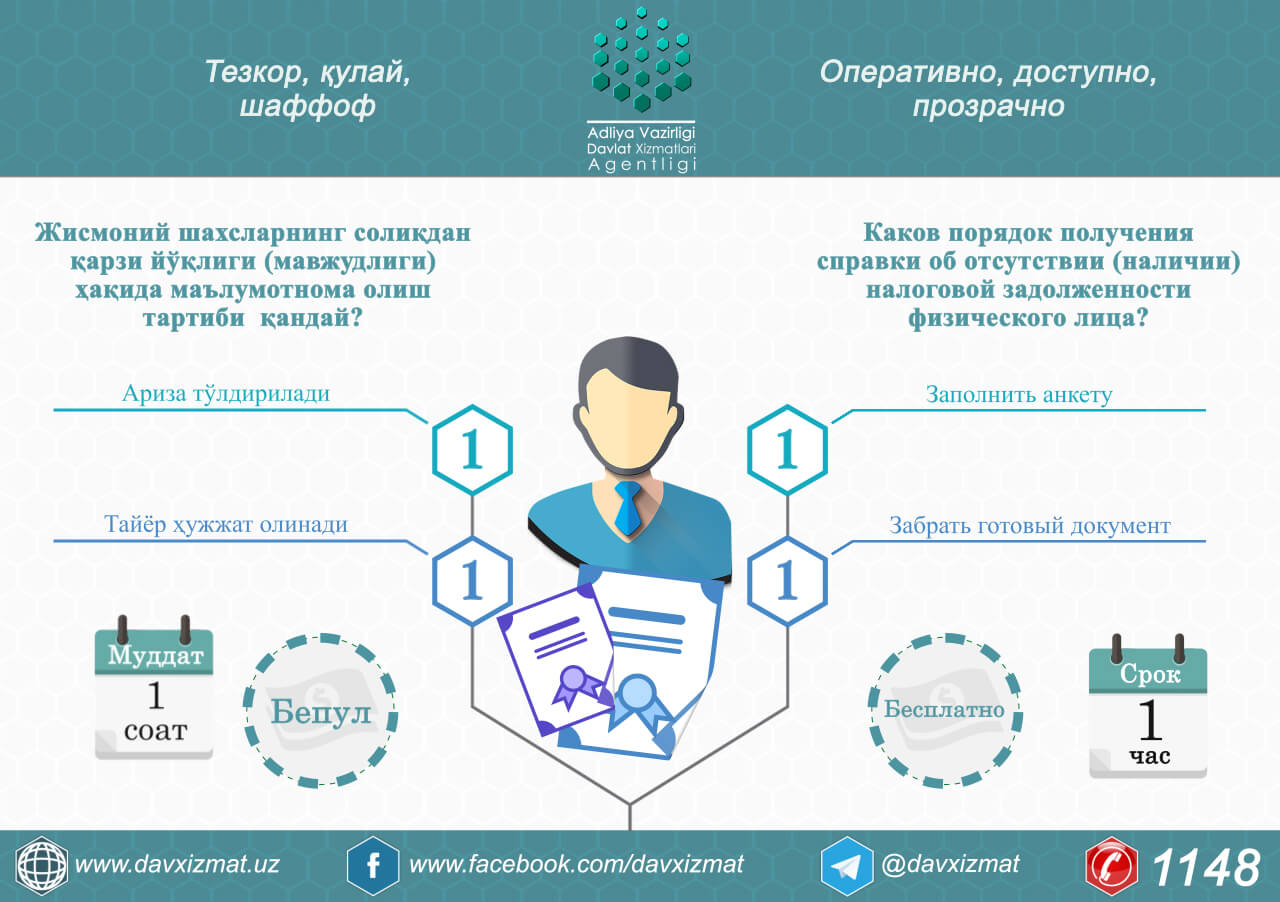 Тезкор, қулай,
шаффоф
Adliya Vazirligi
Davlat Xizmatlari
Agentligi
Оперативно, доступно,
прозрачно
Жисмоний шахсларнинг солиқдан
қарзи йўқлиги (мавжудлиги)
ҳақида маълумотнома олиш
тартиби қандай?
Каков порядок получения
справки об отсутствии (наличии)
налоговой задолженности
физического лица?
Ариза тўлдирилади
1
Тайёр ҳужжат олинади
1
Заполнить анкету
1
Забрать готовый документ
1
Муддат
1
соат
Бепул
Бесплатно
Срок
1
час
www.davxizmat.uz
www.facebook.com/davxizmat
@davxizmat
1148